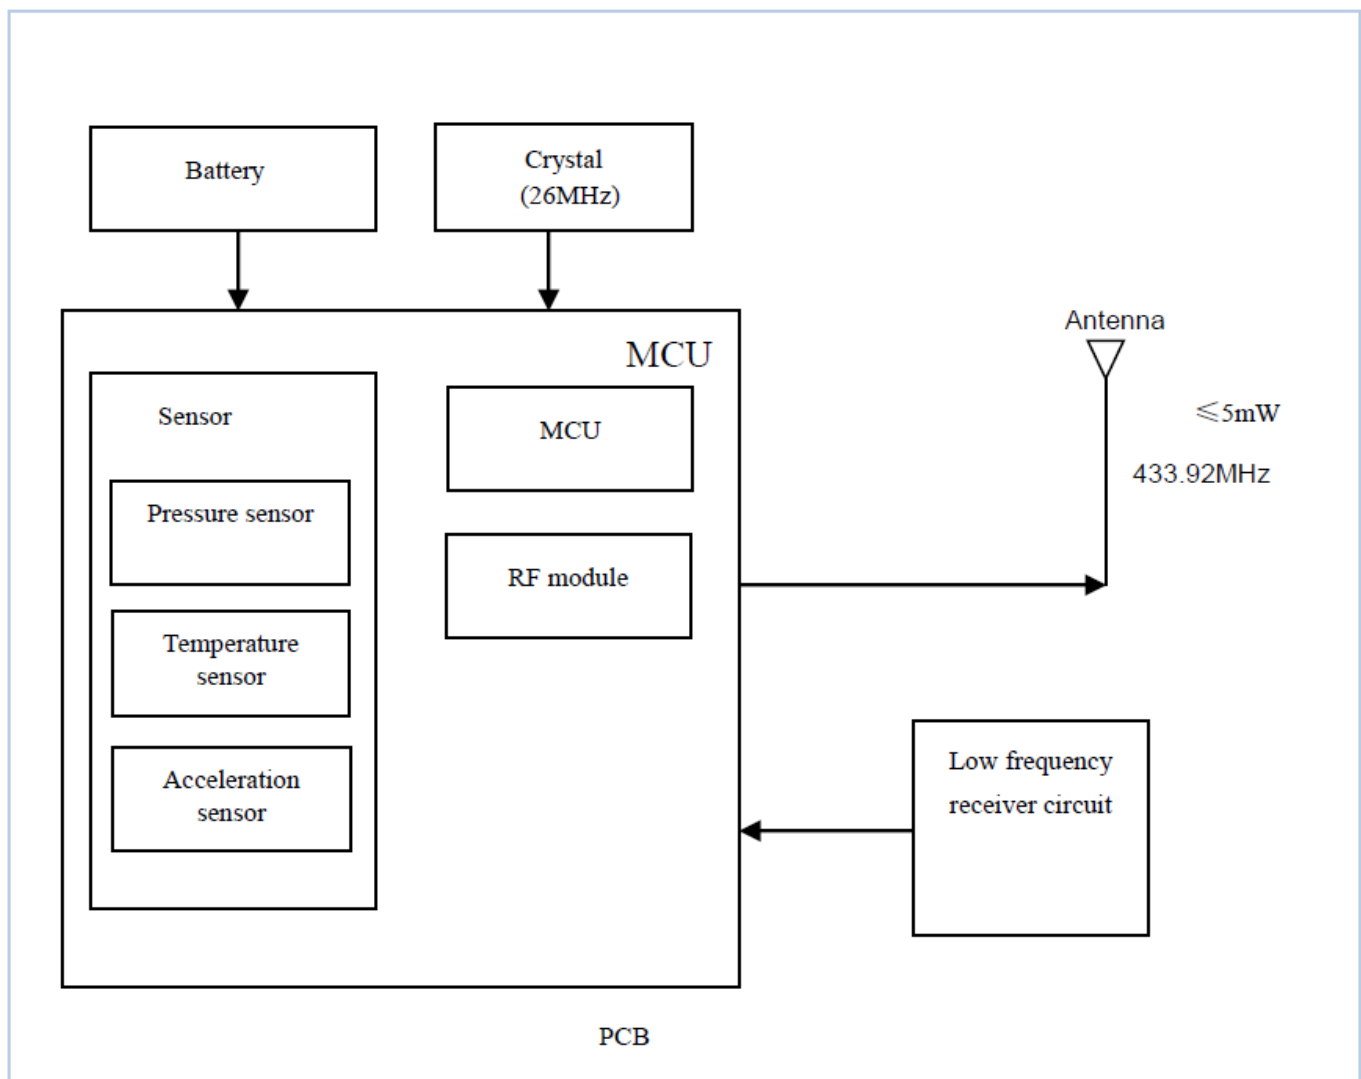 Battery
Crystal
(26MHz)
MCU
Antenna
Sensor
MCU
≤5mW
433.92MHz
Pressure sensor
RF module
Temperature
sensor
Acceleration
sensor
Low frequency
receiver circuit
PCB